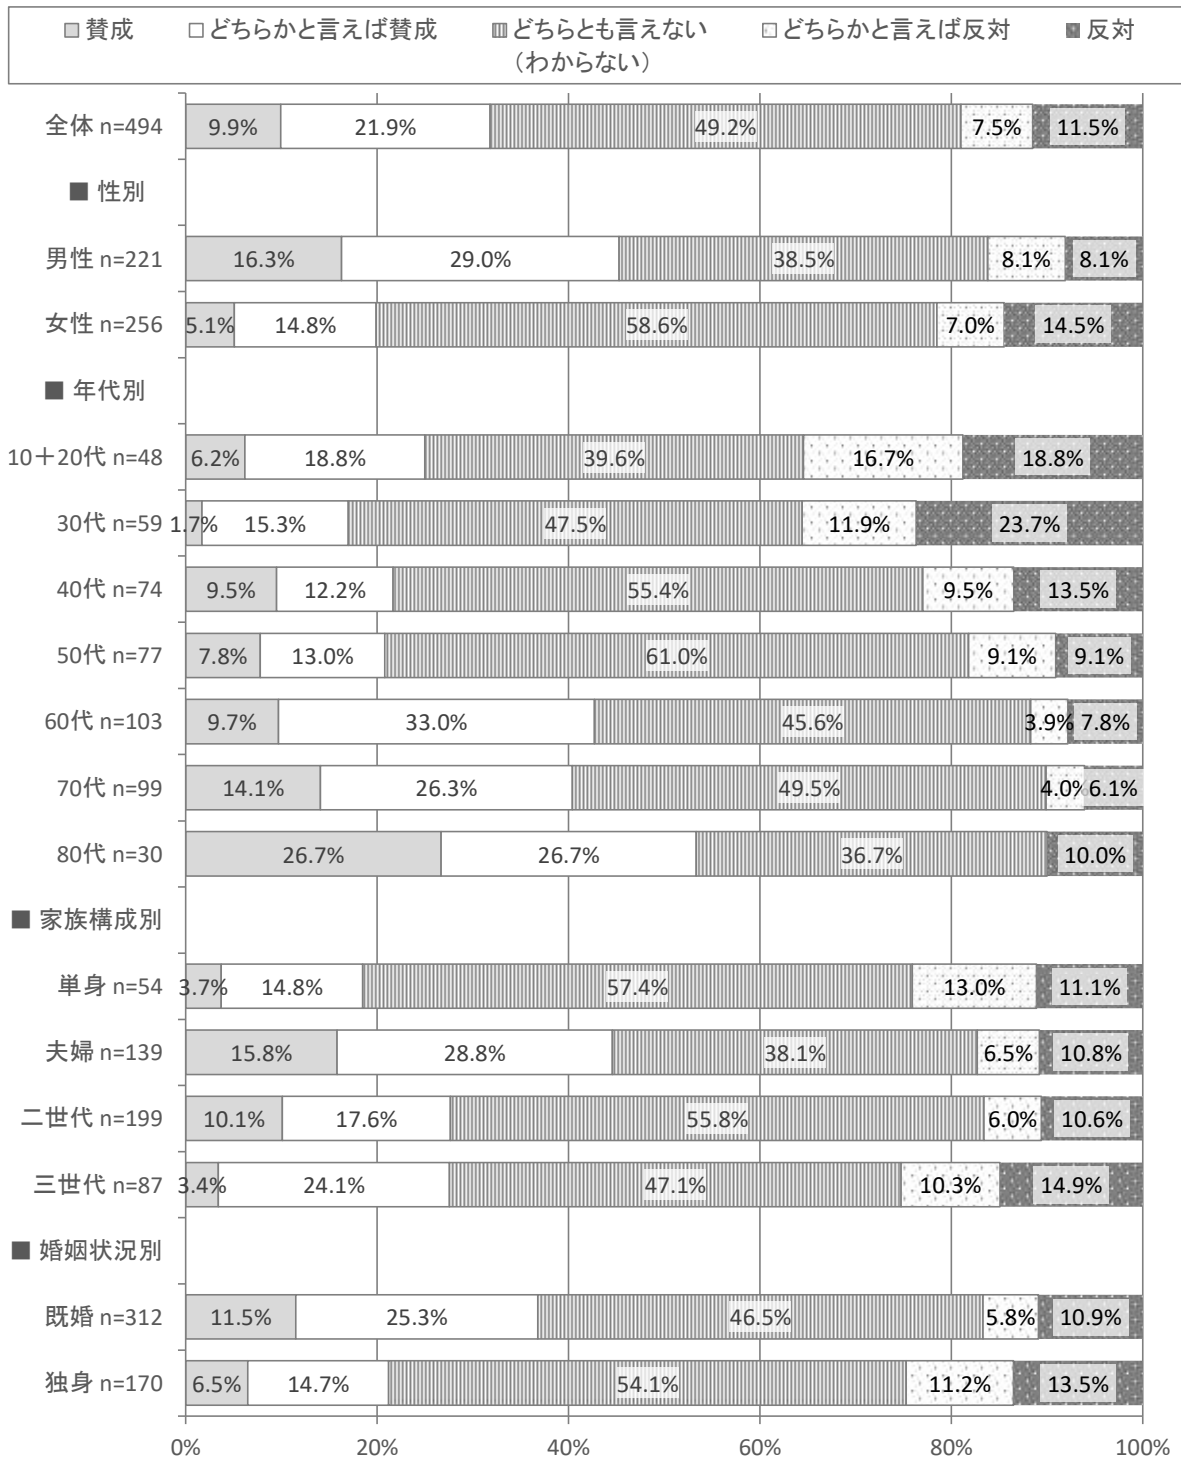 賛成 どちらかと言えば賛成 どちらとも言えない どちらかと言えば反対 反対
（わからない）
全体 n=494 9.9% 21.9% 49.2% 7.5% 11.5%
■ 性別
男性 n=221 16.3% 29.0% 38.5% 8.1% 8.1%
女性 n=256 5.1% 14.8% 58.6% 7.0% 14.5%
■ 年代別
10＋20代 n=48 6.2% 18.8% 39.6% 16.7% 18.8%
30代 n=59 1.7% 15.3% 47.5% 11.9% 23.7%
40代 n=74 9.5% 12.2% 55.4% 9.5% 13.5%
50代 n=77 7.8% 13.0% 61.0% 9.1% 9.1%
60代 n=103 9.7% 33.0% 45.6% 3.9% 7.8%
70代 n=99 14.1% 26.3% 49.5% 4.0% 6.1%
80代 n=30 26.7% 26.7% 36.7% 10.0%
■ 家族構成別
単身 n=54 3.7% 14.8% 57.4% 13.0% 11.1%
夫婦 n=139 15.8% 28.8% 38.1% 6.5% 10.8%
二世代 n=199 10.1% 17.6% 55.8% 6.0% 10.6%
三世代 n=87 3.4% 24.1% 47.1% 10.3% 14.9%
■ 婚姻状況別
既婚 n=312 11.5% 25.3% 46.5% 5.8% 10.9%
独身 n=170 6.5% 14.7% 54.1% 11.2% 13.5%
0% 20% 40% 60% 80% 100%